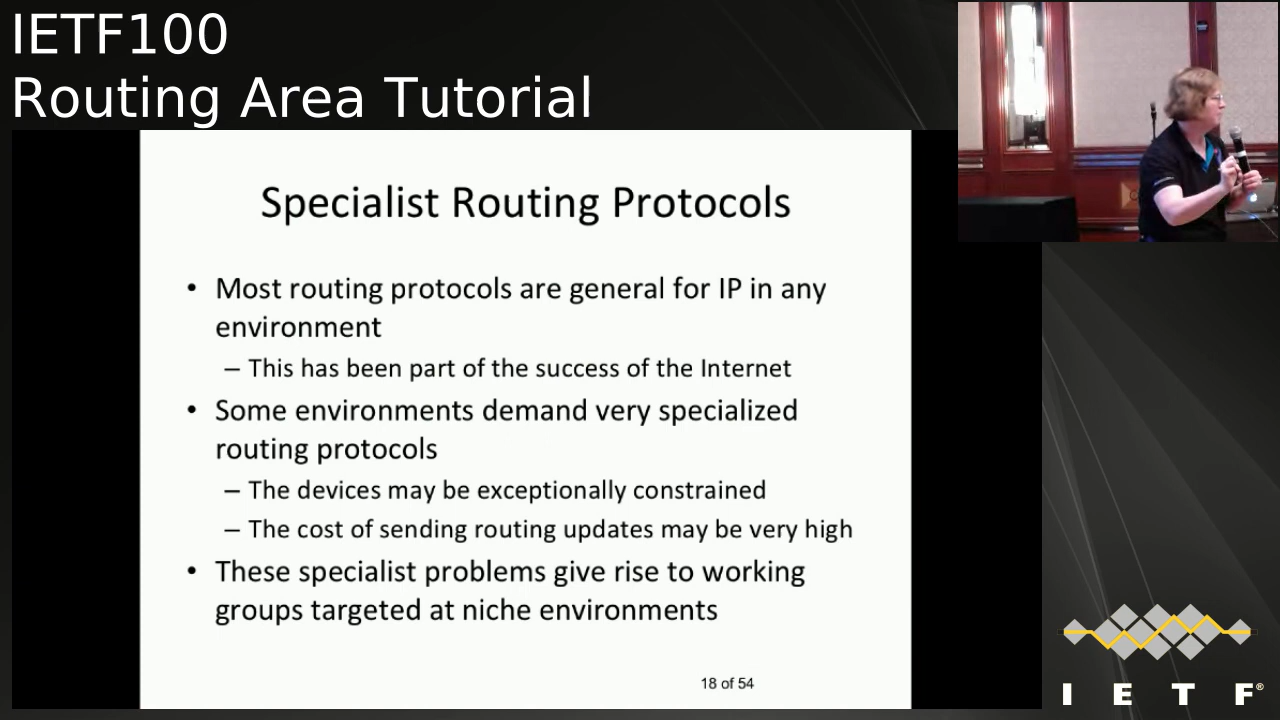 IETF100
Routing Area Tutorial
Specialist Routing Protocols
• Most routing protocols are general for IP in any
environment
– This has been part of the success of the Internet
• Some environments demand very specialized
routing protocols
– The devices may be exceptionally constrained
– The cost of sending routing updates may be very high
• These specialist problems give rise to working
groups targeted at niche environments
18 of 54
I E T F®